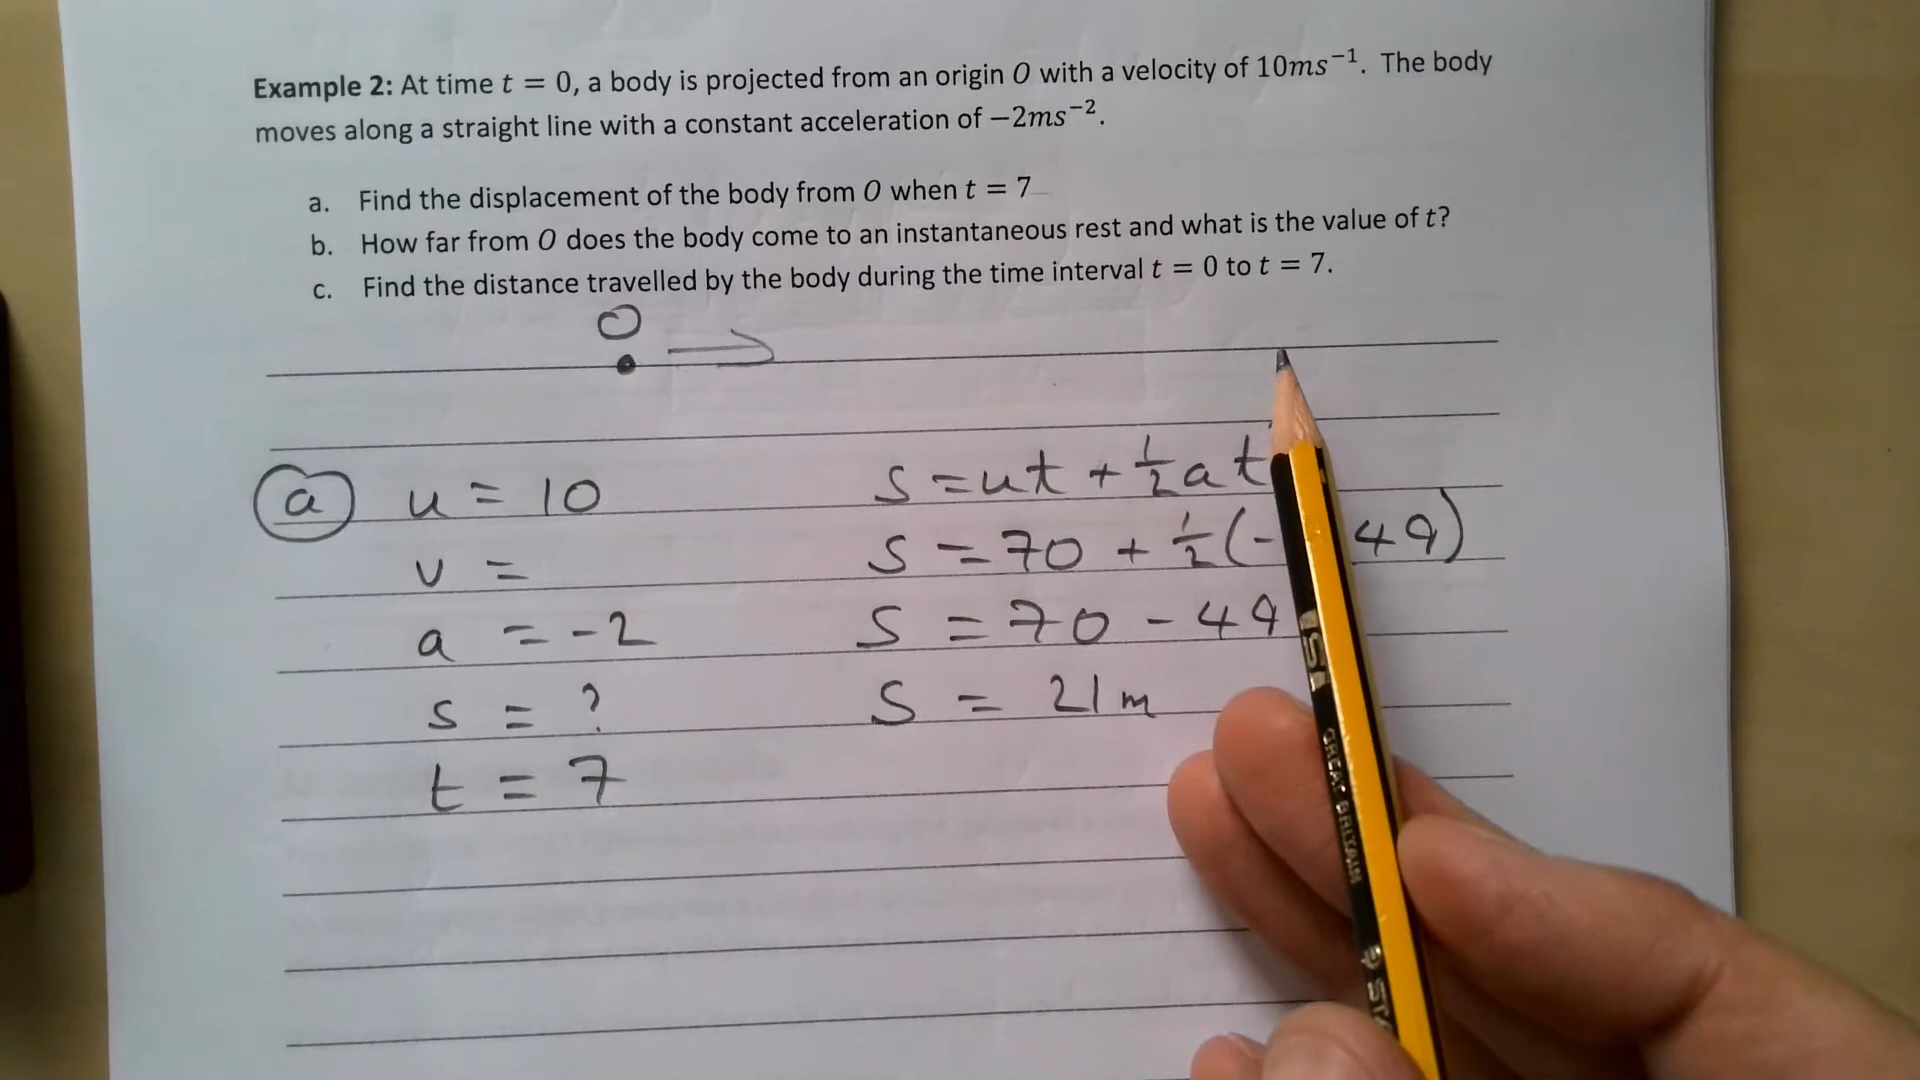 Example 2: At time t = 0, a body is projected from an origin O with a velocity of 10ms⁻¹. The body
moves along a straight line with a constant acceleration of −2ms⁻².
a. Find the displacement of the body from O when t = 7
b. How far from O does the body come to an instantaneous rest and what is the value of t?
c. Find the distance travelled by the body during the time interval t = 0 to t = 7.
O
(a) u = 10
v =
a = -2
s = ?
t = 7
s = ut + ½at
s = 70 + ½(- 49)
s = 70 - 49
s = 21m
GREAT BRITAIN